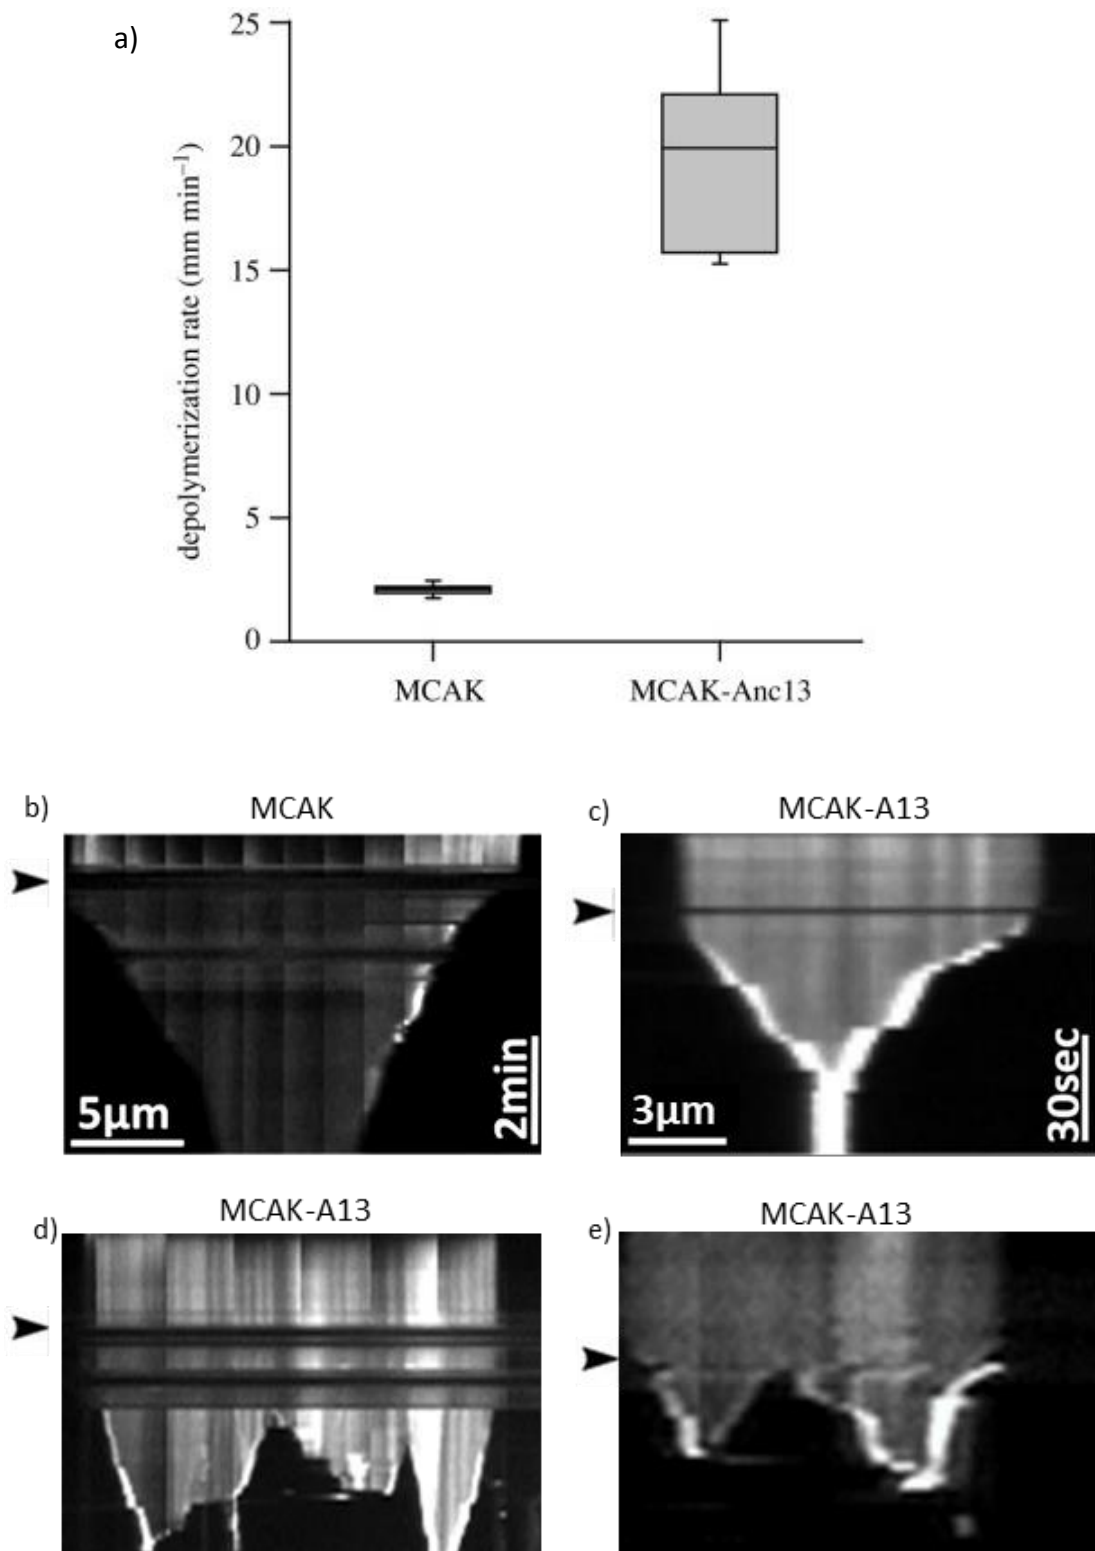 a)
25
20
15
10
5
0
depolymerization rate (mm min⁻¹)
MCAK
MCAK-Anc13
b)
MCAK
5μm
2min
c)
MCAK-A13
3μm
30sec
d)
MCAK-A13
e)
MCAK-A13